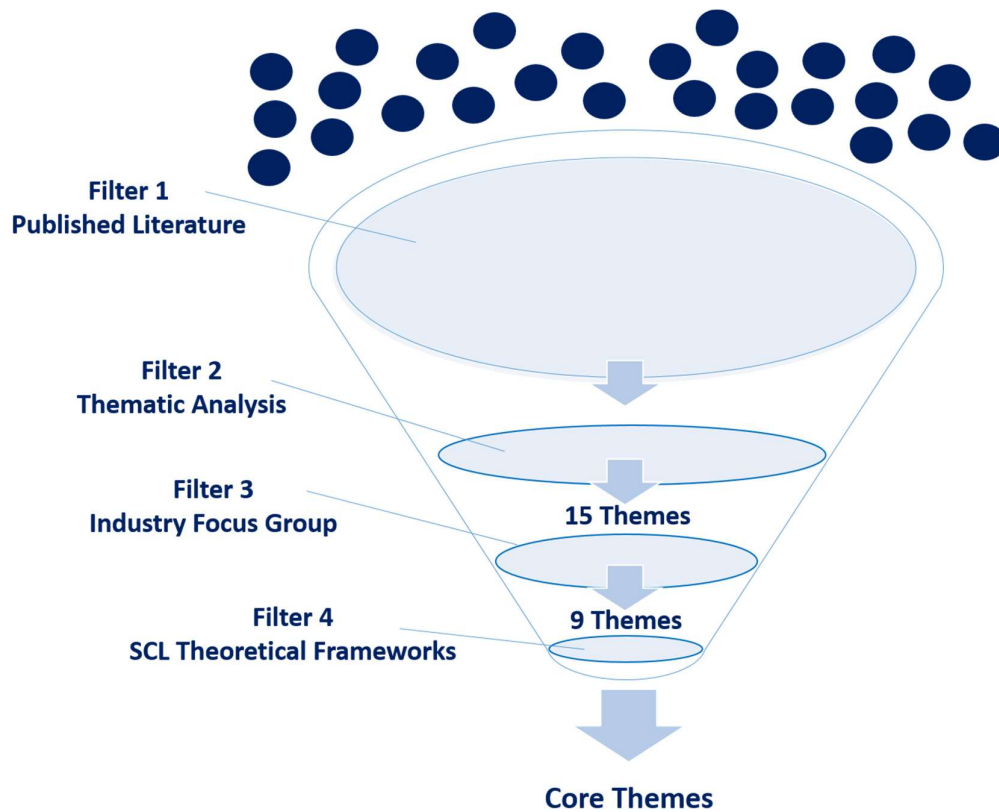 Filter 1
Published Literature
Filter 2
Thematic Analysis
Filter 3
Industry Focus Group
15 Themes
9 Themes
Filter 4
SCL Theoretical Frameworks
Core Themes